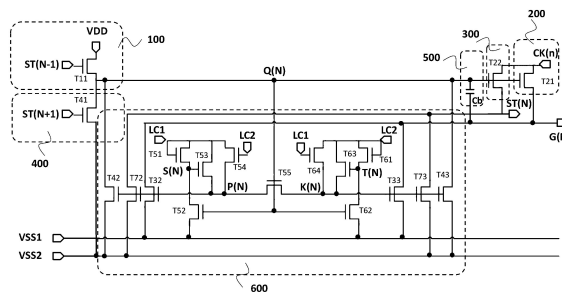 100
VDD
ST(N-1)
T11
T41
ST(N+1)
400
Q(N)
500
300
200
T22
CK(n)
T21
Cb
ST(N)
LC1
LC2
T51
T53
T54
S(N)
P(N)
T55
LC1
LC2
T63
T61
T64
T(N)
K(N)
T42
T72
T32
T33
T73
T43
T52
T62
VSS1
VSS2
600